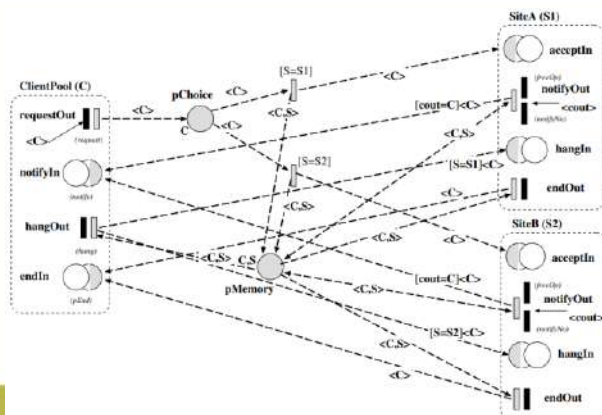 SiteA (S1)
acceptIn
[S=S1]
<C>
ClientPool (C)
pChoice
<C>
requestOut
<C>
C
<C>
<C,S>
[cout=C]<C>
notifyOut
<cout>
<C,S>
<C>
(request)
[S=S2]
[S=S1]<C>
hangIn
notifyIn
(notify)
<C>
<C,S>
endOut
hangOut
(hang)
<C,S>
<C>
SiteB (S2)
<C,S>
C,S
endIn
(pEnd)
pMemory
[cout=C]<C>
<C,S>
acceptIn
notifyOut
<cout>
[S=S2]<C>
<C,S>
hangIn
<C>
endOut